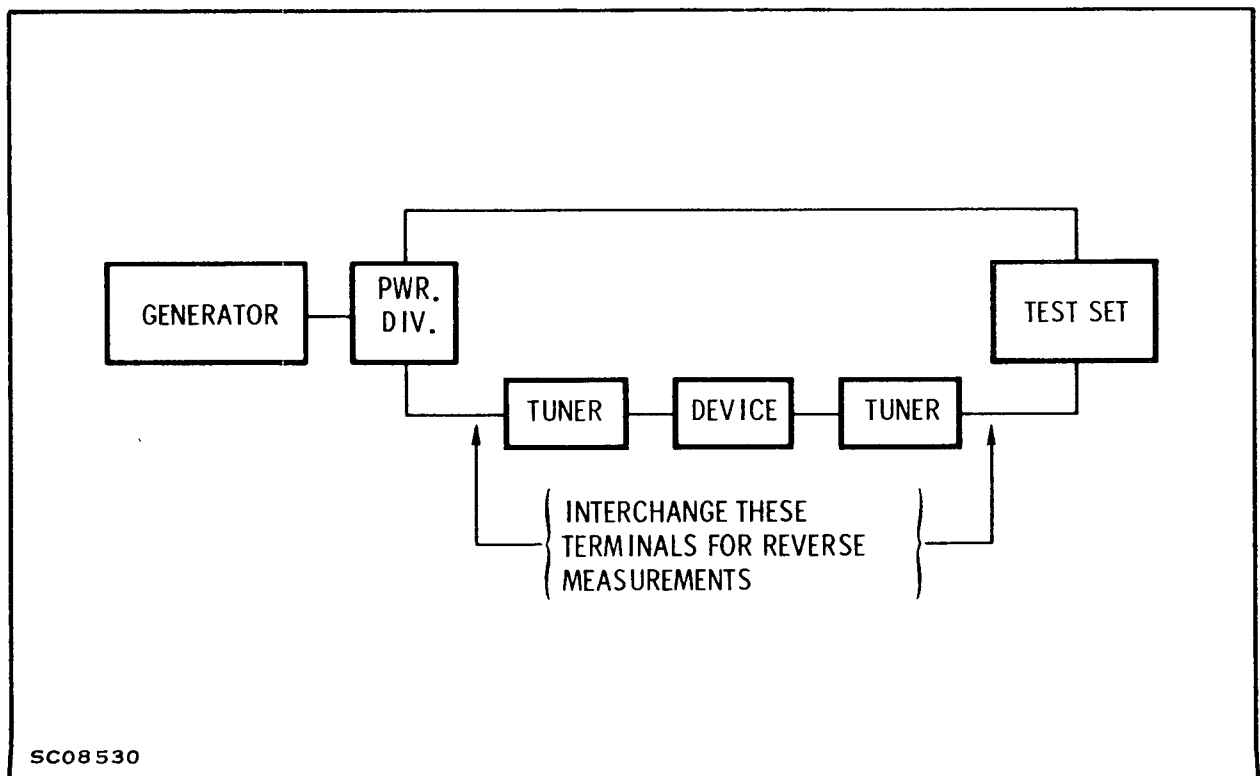 GENERATOR
PWR.
DIV.
TEST SET
TUNER
DEVICE
TUNER
INTERCHANGE THESE
TERMINALS FOR REVERSE
MEASUREMENTS
SC08530